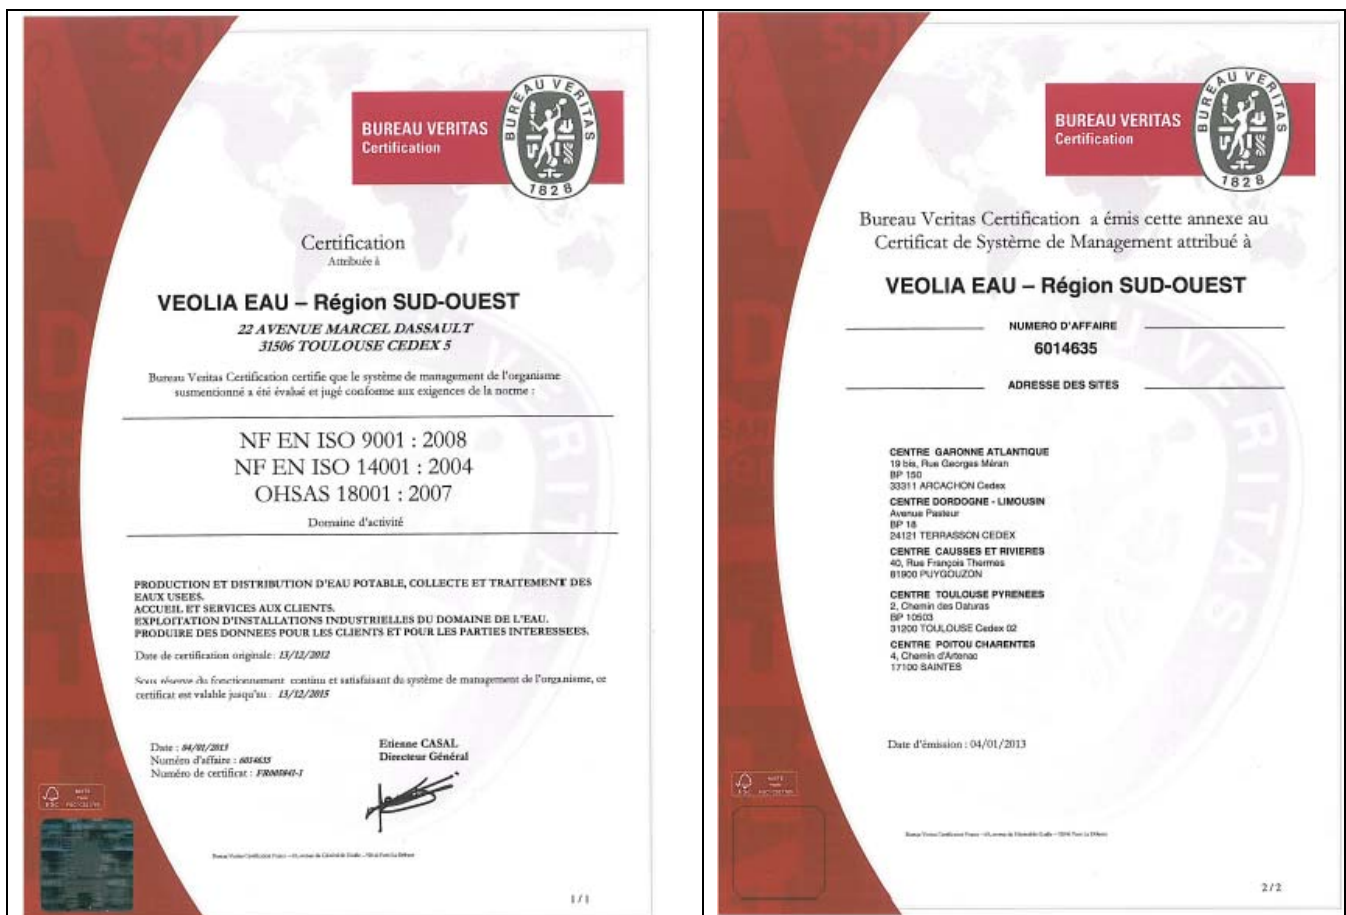 BUREAU VERITAS
Certification
BUREAU VERITAS
1828
Certification
Attribuée à
VEOLIA EAU – Région SUD-OUEST
22 AVENUE MARCEL DASSAULT
31506 TOULOUSE CEDEX 5
Bureau Veritas Certification certifie que le système de management de l'organisme
susmentionné a été évalué et jugé conforme aux exigences de la norme :
NF EN ISO 9001 : 2008
NF EN ISO 14001 : 2004
OHSAS 18001 : 2007
Domaine d'activité
PRODUCTION ET DISTRIBUTION D'EAU POTABLE, COLLECTE ET TRAITEMENT DES
EAUX USEES.
ACCUEIL ET SERVICES AUX CLIENTS.
EXPLOITATION D'INSTALLATIONS INDUSTRIELLES DU DOMAINE DE L'EAU.
PRODUIRE DES DONNEES POUR LES CLIENTS ET POUR LES PARTIES INTERESSEES.
Date de certification originale : 13/12/2012
Sous réserve du fonctionnement continu et satisfaisant du système de management de l'organisme, ce
certificat est valable jusqu'au : 13/12/2015
Date : 04/01/2013
Numéro d'affaire : 6014635
Numéro de certificat :
Etienne CASAL
Directeur Général
1/1
BUREAU VERITAS
Certification
BUREAU VERITAS
1828
Bureau Veritas Certification a émis cette annexe au
Certificat de Système de Management attribué à
VEOLIA EAU – Région SUD-OUEST
NUMERO D'AFFAIRE
6014635
ADRESSE DES SITES
CENTRE GARONNE ATLANTIQUE
19 bis, Rue Georges Méran
BP 150
33311 ARCACHON Cedex
CENTRE DORDOGNE - LIMOUSIN
Avenue Pasteur
BP 18
24121 TERRASSON CEDEX
CENTRE CAUSSES ET RIVIERES
40, Rue François Thermes
81900 PUYGOUZON
CENTRE TOULOUSE PYRENEES
2, Chemin des Daturas
BP 10503
31200 TOULOUSE Cedex 02
CENTRE POITOU CHARENTES
4, Chemin d'Artenac
17100 SAINTES
Date d'émission : 04/01/2013
2/2